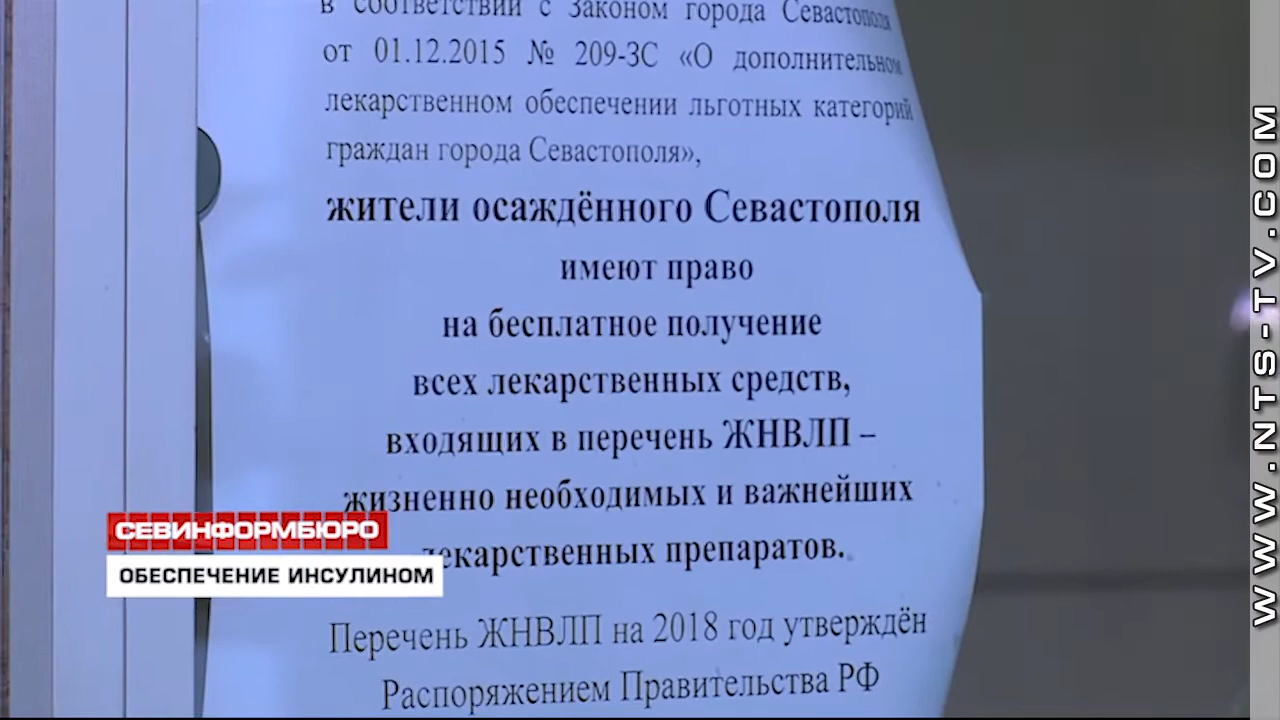 в соответствии с Законом города Севастополя
от 01.12.2015 № 209-ЗС «О дополнительном
лекарственном обеспечении льготных категорий
граждан города Севастополя»,
жители осаждённого Севастополя
имеют право
на бесплатное получение
всех лекарственных средств,
входящих в перечень ЖНВЛП –
жизненно необходимых и важнейших
лекарственных препаратов.
Перечень ЖНВЛП на 2018 год утверждён
Распоряжением Правительства РФ
СЕВИНФОРМБЮРО
ОБЕСПЕЧЕНИЕ ИНСУЛИНОМ
WWW.NTS-TV.COM